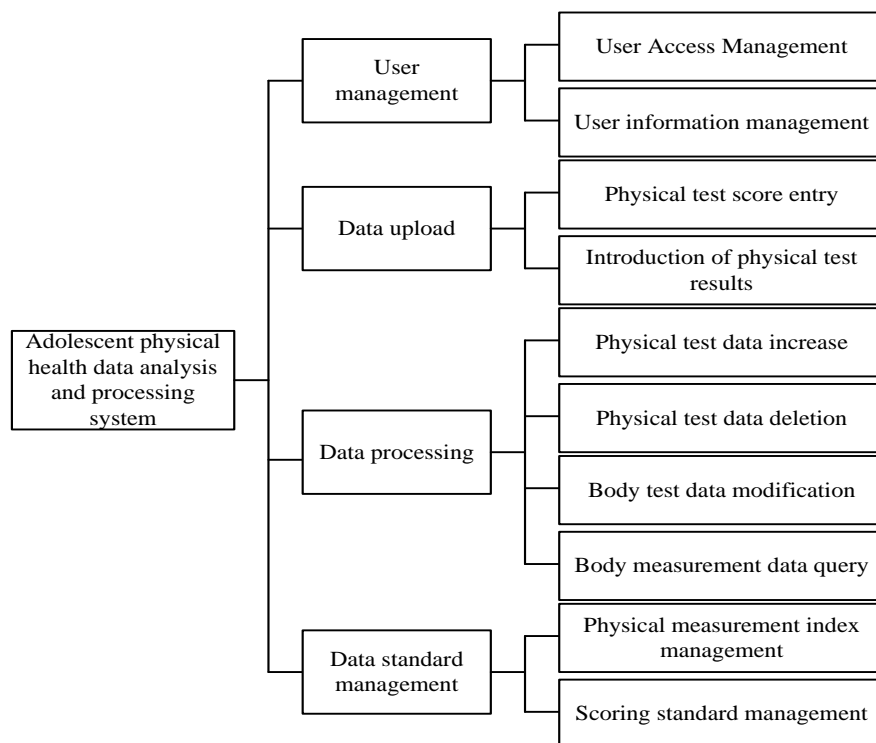 User Access Management
User
management
User information management
Physical test score entry
Data upload
Introduction of physical test
results
Adolescent physical
health data analysis
and processing
system
Physical test data increase
Physical test data deletion
Data processing
Body test data modification
Body measurement data query
Physical measurement index
management
Data standard
management
Scoring standard management